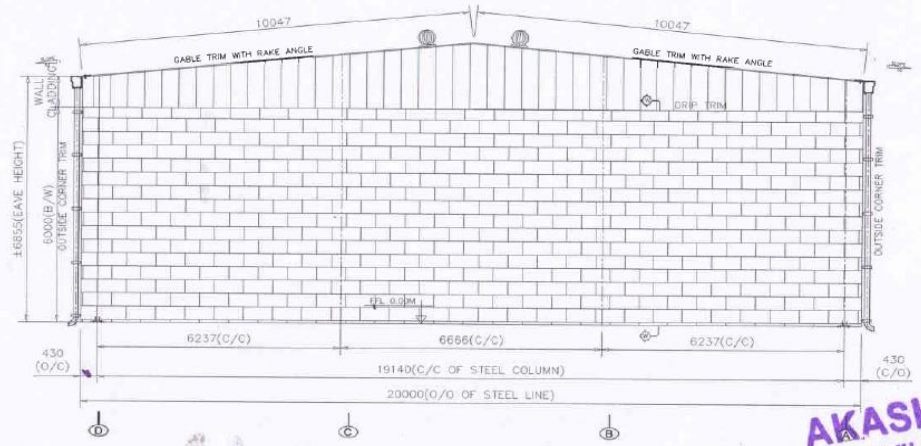 10047
10047
GABLE TRIM WITH RAKE ANGLE
GABLE TRIM WITH RAKE ANGLE
WALL
CLADDING
DRIP TRIM
±6855(EAVE HEIGHT)
6000(B/W)
OUTSIDE CORNER TRIM
OUTSIDE CORNER TRIM
FFL 0.00M
6237(C/C)
6666(C/C)
6237(C/C)
430
(O/C)
19140(C/C OF STEEL COLUMN)
430
(C/O)
20000(O/O OF STEEL LINE)
D
C
B
A
AKASH